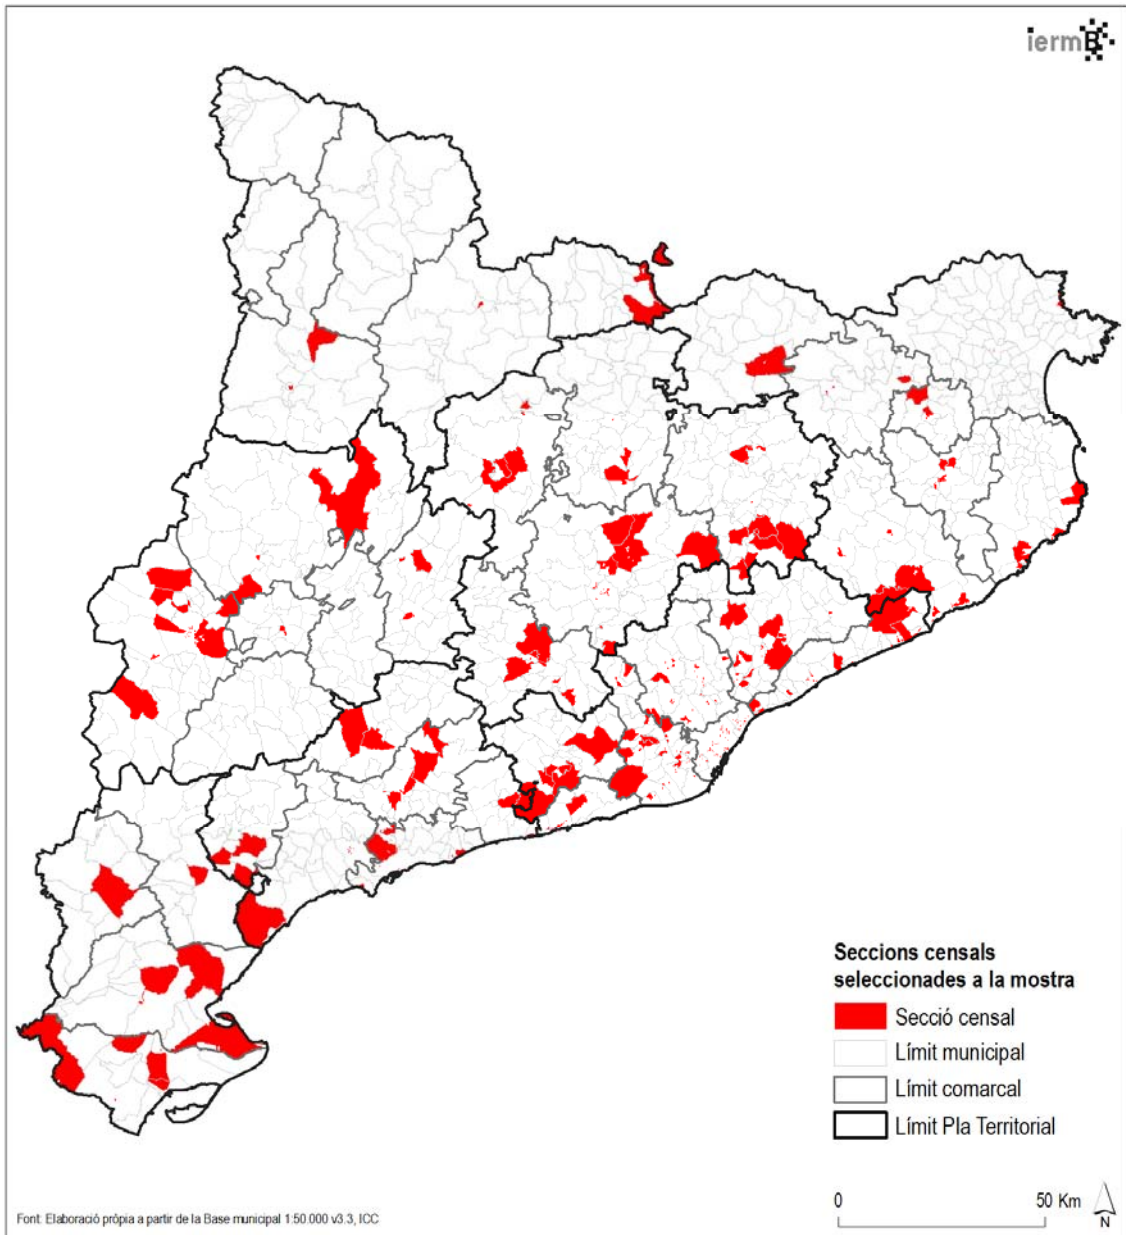 iermB
Seccions censals
seleccionades a la mostra
Secció censal
Límit municipal
Límit comarcal
Límit Pla Territorial
0 50 Km
N
Font: Elaboració pròpia a partir de la Base municipal 1:50.000 v3.3, ICC